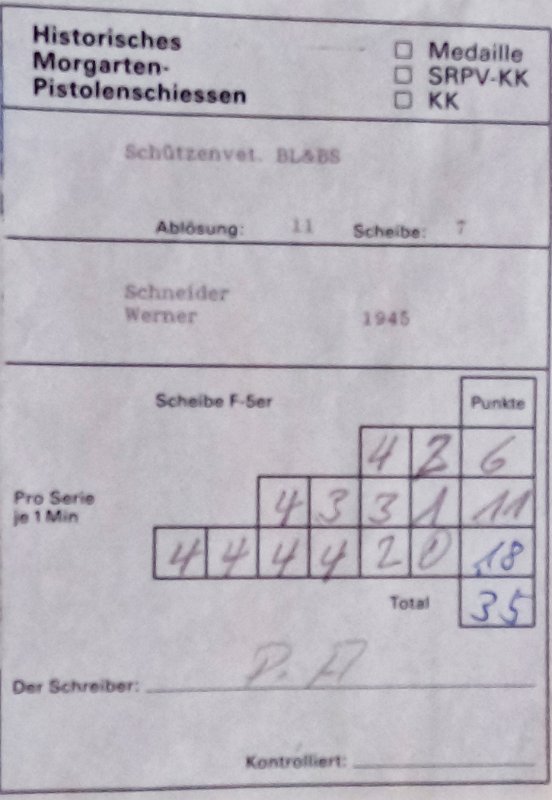 Historisches
Morgarten-
Pistolenschiessen
☐ Medaille
☐ SRPV-KK
☐ KK
Schützenvet. BL&BS
Ablösung: 11 Scheibe: 7
Schneider
Werner 1945
Scheibe F-5er Punkte
4 2 6
Pro Serie
je 1 Min
4 3 3 1 11
4 4 4 4 2 0 18
Total 35
Der Schreiber:
Kontrolliert: